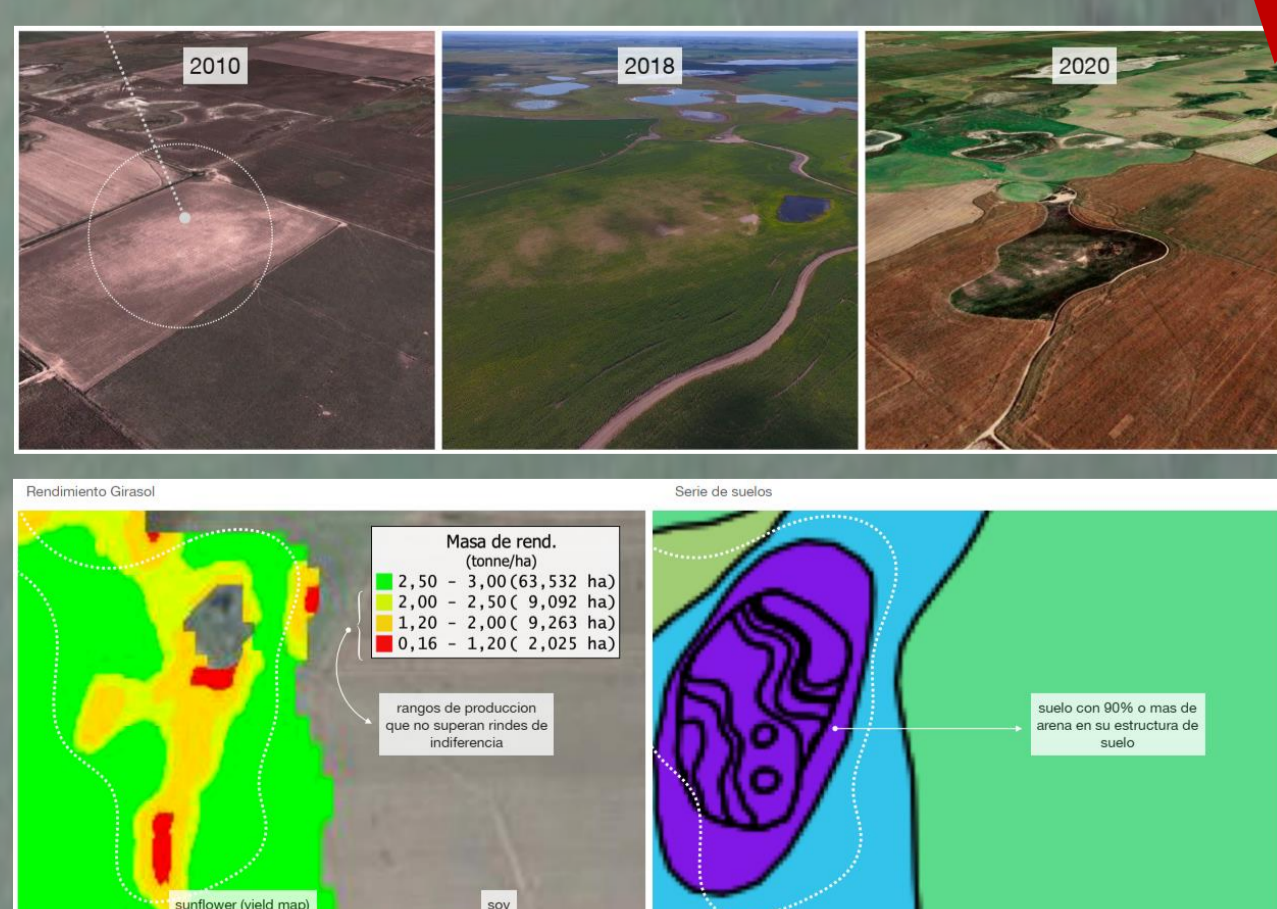 2010
2018
2020
Rendimiento Girasol
Serie de suelos
Masa de rend.
(tonne/ha)
2,50 - 3,00(63,532 ha)
2,00 - 2,50( 9,092 ha)
1,20 - 2,00( 9,263 ha)
0,16 - 1,20( 2,025 ha)
rangos de produccion
que no superan rindes de
indiferencia
suelo con 90% o mas de
arena en su estructura de
suelo
sunflower (yield map)
soy